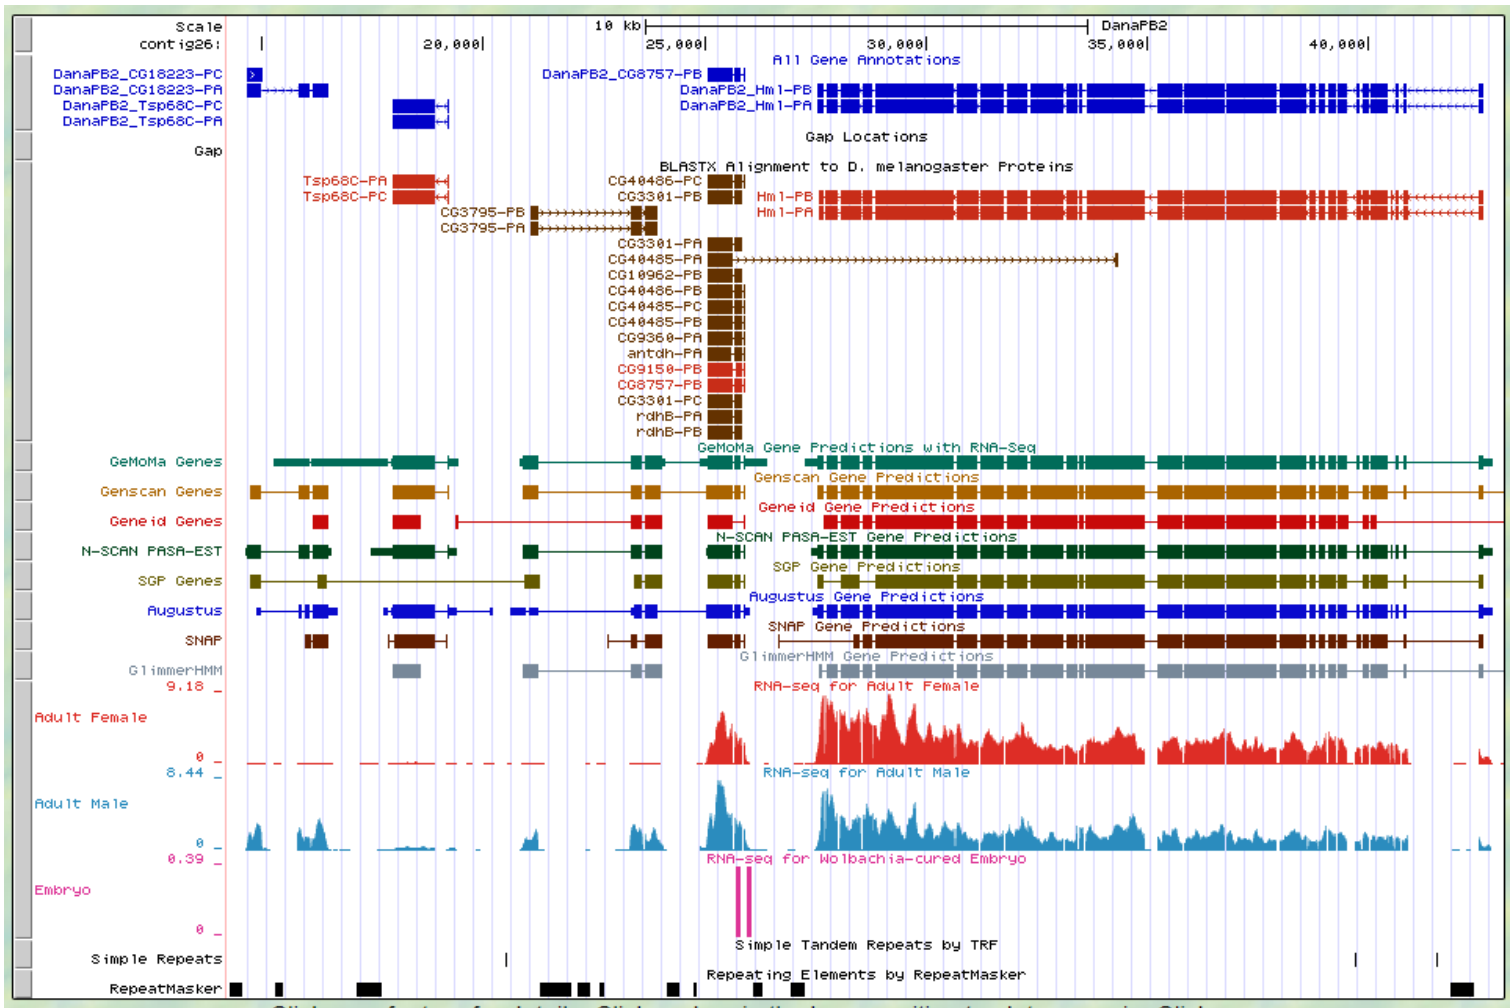 Scale 10 kb DanaPB2
contig26: 20,000 25,000 30,000 35,000 40,000
All Gene Annotations
DanaPB2_CG18223-PC DanaPB2_CG8757-PB
DanaPB2_CG18223-PA DanaPB2_Hml-PB
DanaPB2_Tsp68C-PC DanaPB2_Hml-PA
DanaPB2_Tsp68C-PA
Gap Locations
Gap
BLASTX Alignment to D. melanogaster Proteins
Tsp68C-PA CG40486-PC
Tsp68C-PC CG3301-PB Hml-PB
CG3795-PB Hml-PA
CG3795-PA
CG3301-PA
CG40485-PA
CG10962-PB
CG40486-PB
CG40485-PC
CG40485-PB
CG9360-PA
antdh-PA
CG9150-PB
CG8757-PB
CG3301-PC
rdhB-PA
rdhB-PB
GeMoMa Gene Predictions with RNA-Seq
GeMoMa Genes
Genscan Gene Predictions
Genscan Genes
Geneid Gene Predictions
Geneid Genes
N-SCAN PASA-EST Gene Predictions
N-SCAN PASA-EST
SGP Gene Predictions
SGP Genes
Augustus Gene Predictions
Augustus
SNAP Gene Predictions
SNAP
GlimmerHMM Gene Predictions
GlimmerHMM
9.18 _ RNA-seq for Adult Female
Adult Female
0 _
8.44 _ RNA-seq for Adult Male
Adult Male
0 _
0.39 _ RNA-seq for Wolbachia-cured Embryo
Embryo
0 _
Simple Tandem Repeats by TRF
Simple Repeats
Repeating Elements by RepeatMasker
RepeatMasker